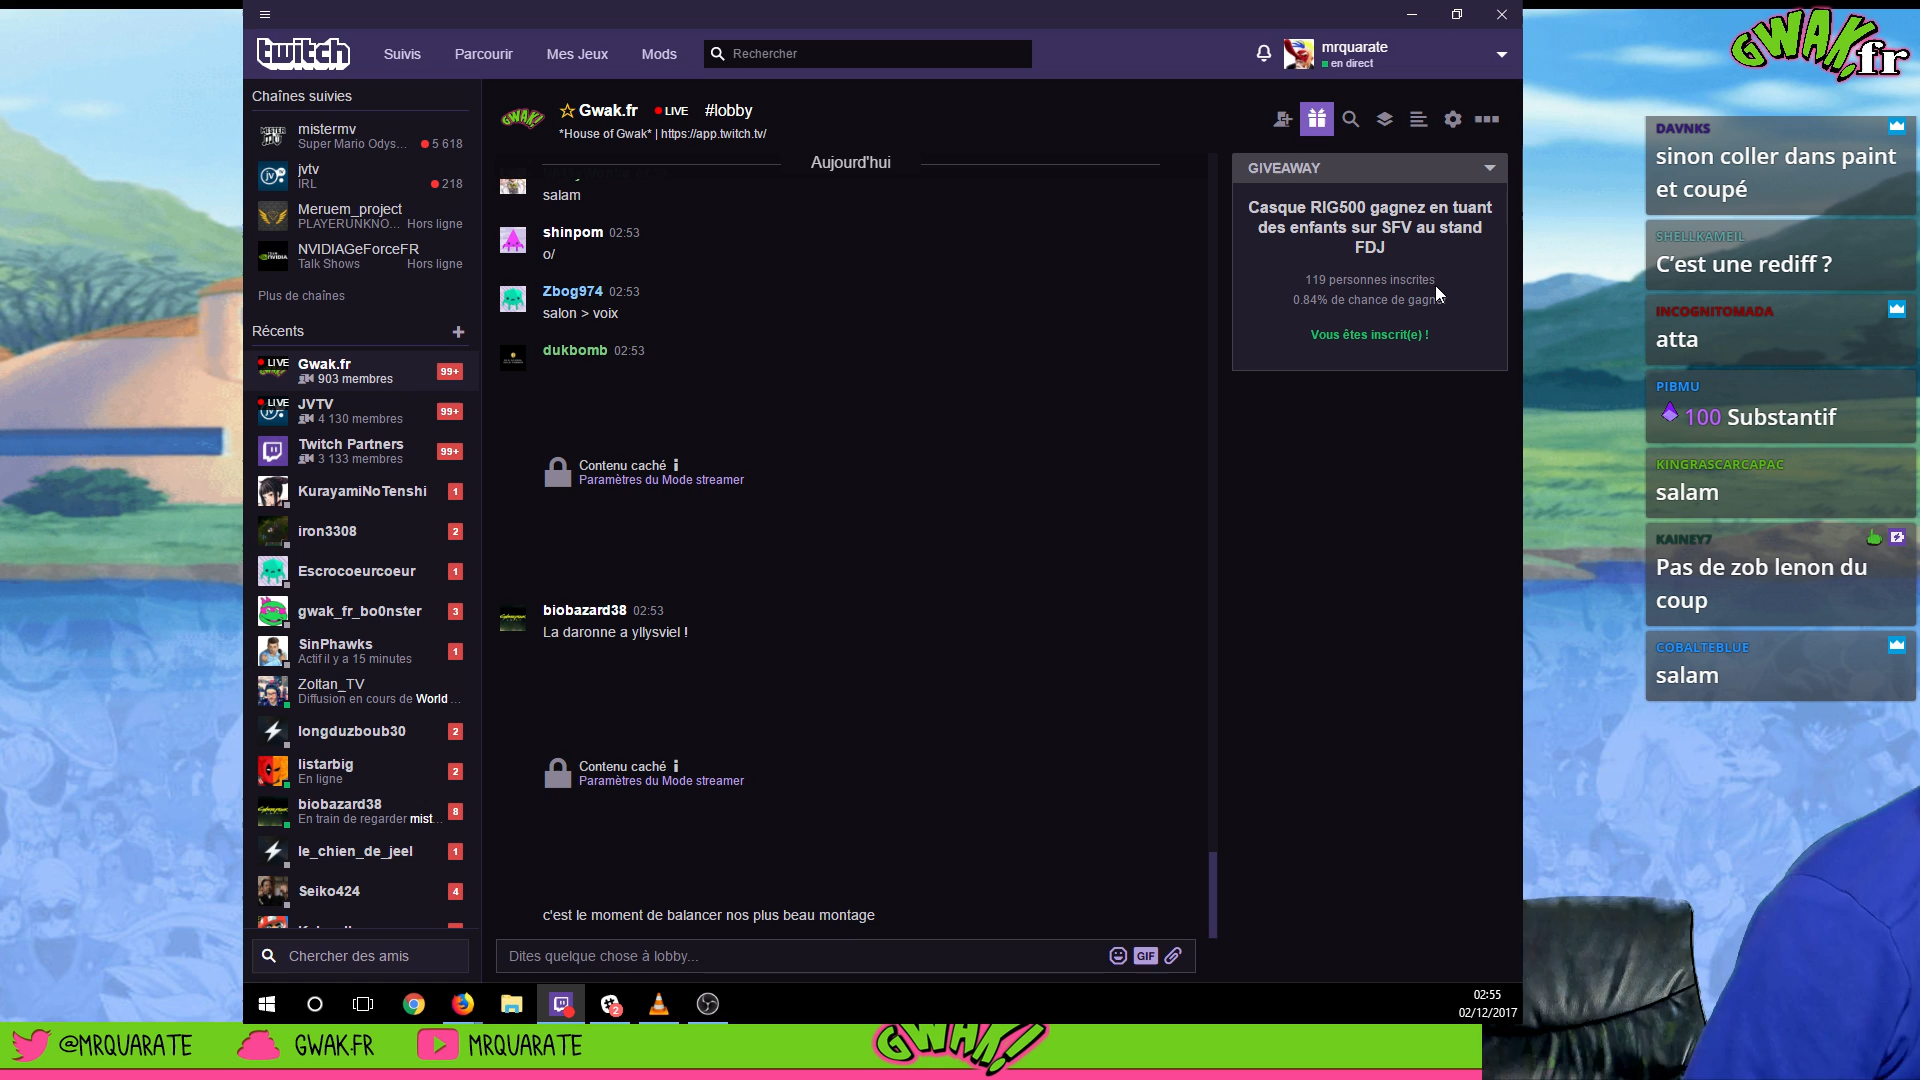 twitch
Suivis
Parcourir
Mes Jeux
Mods
Rechercher
mrquarate
en direct
GWAK!.fr
Chaînes suivies
mistermv
Super Mario Odys... 5 618
jvtv
IRL 218
Meruem_project
PLAYERUNKNO... Hors ligne
NVIDIAGeForceFR
Talk Shows Hors ligne
Plus de chaînes
Récents +
LIVE Gwak.fr
903 membres 99+
LIVE JVTV
4 130 membres 99+
Twitch Partners
3 133 membres 99+
KurayamiNoTenshi 1
iron3308 2
Escrocoeurcoeur 1
gwak_fr_bo0nster 3
SinPhawks
Actif il y a 15 minutes 1
Zoltan_TV
Diffusion en cours de World ...
longduzboub30 2
listarbig
En ligne 2
biobazard38
En train de regarder mist... 8
le_chien_de_jeel 1
Seiko424 4
Chercher des amis
GWAK!
Gwak.fr LIVE #lobby
*House of Gwak* | https://app.twitch.tv/
Aujourd'hui
salam
shinpom 02:53
o/
Zbog974 02:53
salon > voix
dukbomb 02:53
Contenu caché
Paramètres du Mode streamer
biobazard38 02:53
La daronne a yllysviel !
Contenu caché
Paramètres du Mode streamer
c'est le moment de balancer nos plus beau montage
Dites quelque chose à lobby...
GIF
GIVEAWAY
Casque RIG500 gagnez en tuant
des enfants sur SFV au stand
FDJ
119 personnes inscrites
0.84% de chance de
Vous êtes inscrit(e) !
DAVNKS
sinon coller dans paint
et coupé
SHELLKAMEIL
C'est une rediff ?
INCOGNITOMADA
atta
PIBMU
100 Substantif
KINGRASCARCAPAC
salam
KAINEY7
Pas de zob lenon du
coup
COBALTEBLUE
salam
2
02:55
02/12/2017
@MRQUARATE
GWAK.FR
MRQUARATE
GWAK!